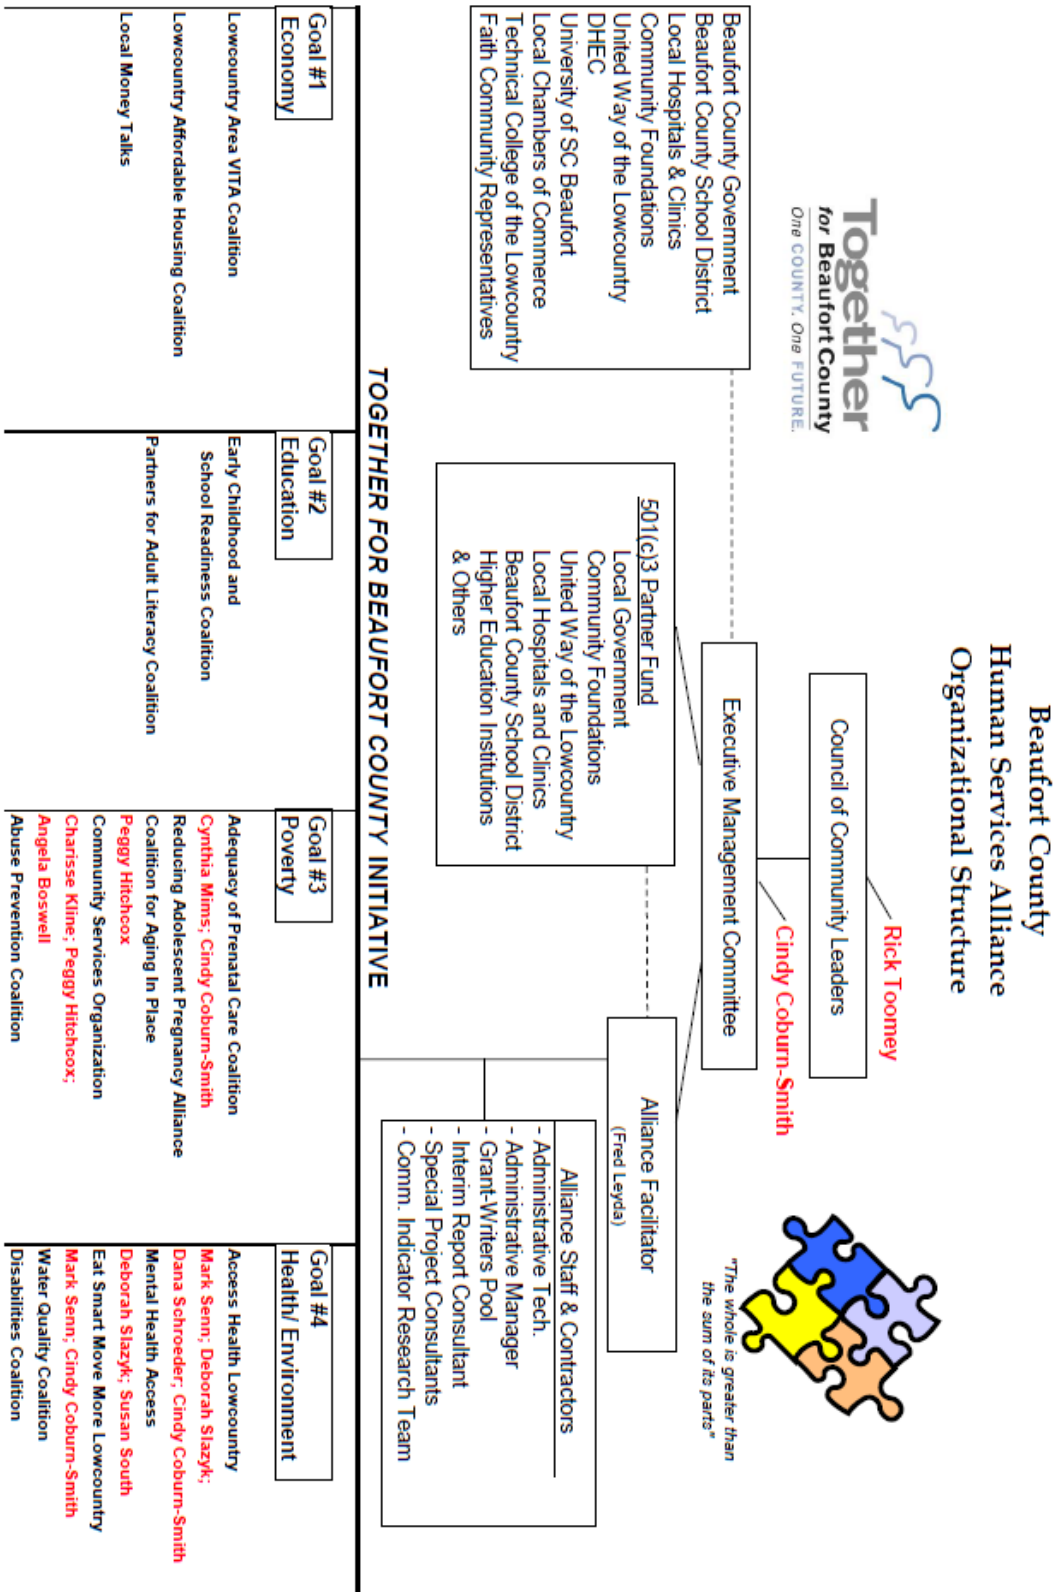 Beaufort County
Human Services Alliance
Organizational Structure
Together
for Beaufort County
One COUNTY. One FUTURE.
"The whole is greater than
the sum of its parts"
Rick Toomey
Council of Community Leaders
Cindy Coburn-Smith
Executive Management Committee
Beaufort County Government
Beaufort County School District
Local Hospitals & Clinics
Community Foundations
United Way of the Lowcountry
DHEC
University of SC Beaufort
Local Chambers of Commerce
Technical College of the Lowcountry
Faith Community Representatives
501(c)3 Partner Fund
Local Government
Community Foundations
United Way of the Lowcountry
Local Hospitals and Clinics
Beaufort County School District
Higher Education Institutions
& Others
Alliance Facilitator
(Fred Leyda)
Alliance Staff & Contractors
- Administrative Tech.
- Administrative Manager
- Grant-Writers Pool
- Interim Report Consultant
- Special Project Consultants
- Comm. Indicator Research Team
TOGETHER FOR BEAUFORT COUNTY INITIATIVE
Goal #1
Economy
Lowcountry Area VITA Coalition
Lowcountry Affordable Housing Coalition
Local Money Talks
Goal #2
Education
Early Childhood and
School Readiness Coalition
Partners for Adult Literacy Coalition
Goal #3
Poverty
Adequacy of Prenatal Care Coalition
Cynthia Mims; Cindy Coburn-Smith
Reducing Adolescent Pregnancy Alliance
Coalition for Aging In Place
Peggy Hitchcox
Community Services Organization
Charisse Kline; Peggy Hitchcox;
Angela Boswell
Abuse Prevention Coalition
Goal #4
Health/ Environment
Access Health Lowcountry
Mark Senn; Deborah Slazyk;
Dana Schroeder; Cindy Coburn-Smith
Mental Health Access
Deborah Slazyk; Susan South
Eat Smart Move More Lowcountry
Mark Senn; Cindy Coburn-Smith
Water Quality Coalition
Disabilities Coalition